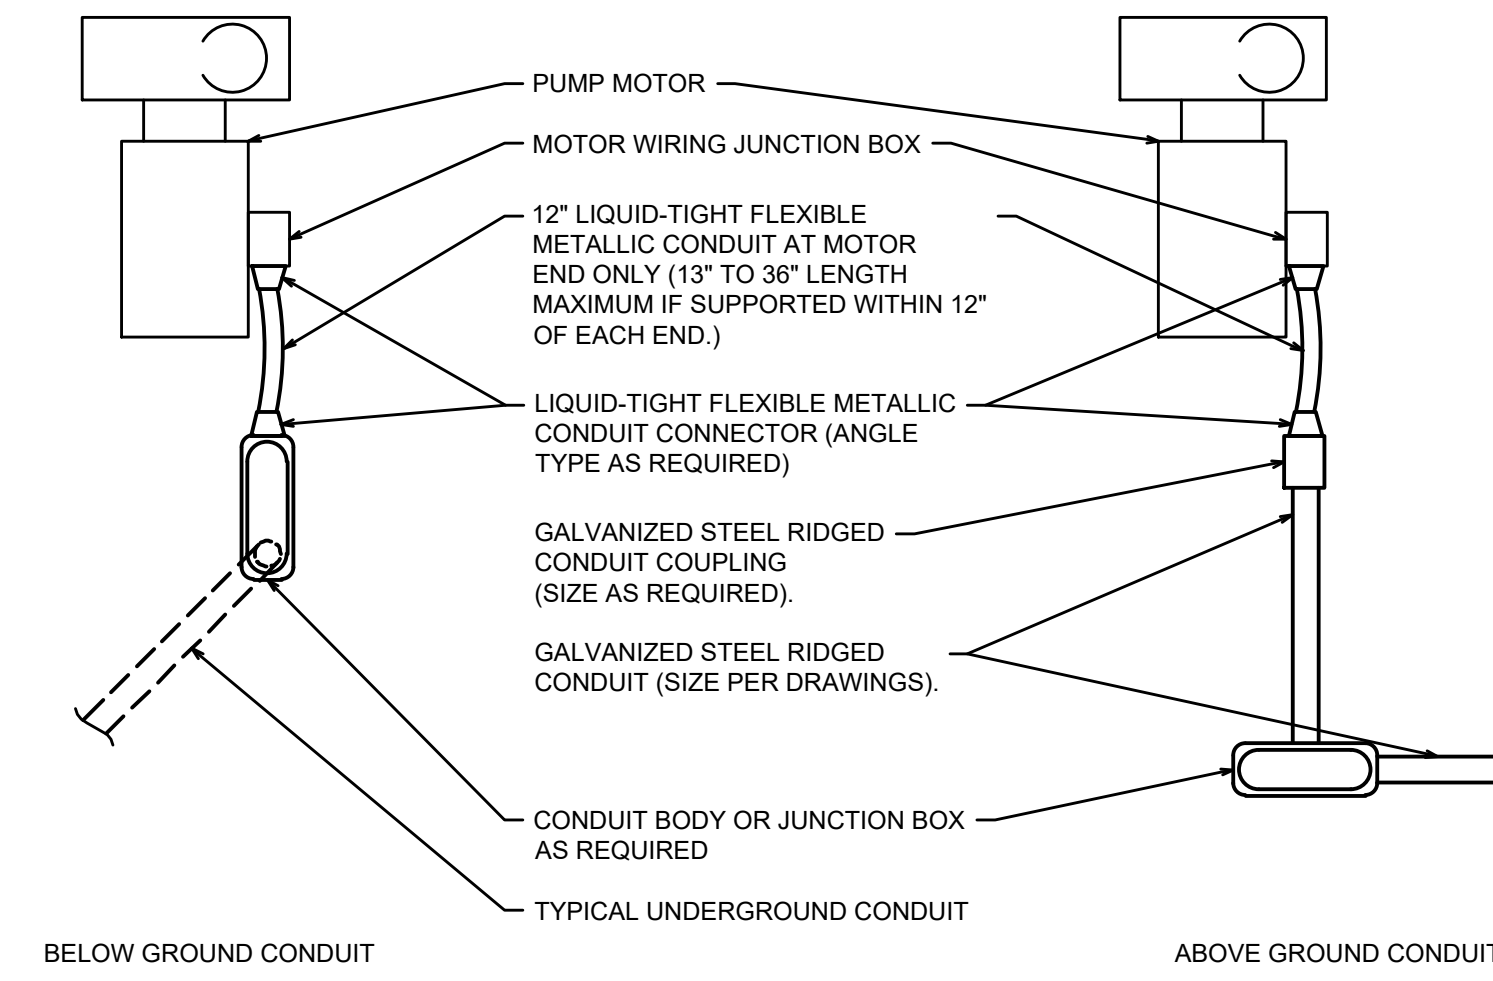 PUMP MOTOR
MOTOR WIRING JUNCTION BOX
12" LIQUID-TIGHT FLEXIBLE
METALLIC CONDUIT AT MOTOR
END ONLY (13" TO 36" LENGTH
MAXIMUM IF SUPPORTED WITHIN 12"
OF EACH END.)
LIQUID-TIGHT FLEXIBLE METALLIC
CONDUIT CONNECTOR (ANGLE
TYPE AS REQUIRED)
GALVANIZED STEEL RIDGED
CONDUIT COUPLING
(SIZE AS REQUIRED).
GALVANIZED STEEL RIDGED
CONDUIT (SIZE PER DRAWINGS).
CONDUIT BODY OR JUNCTION BOX
AS REQUIRED
TYPICAL UNDERGROUND CONDUIT
BELOW GROUND CONDUIT
ABOVE GROUND CONDUIT